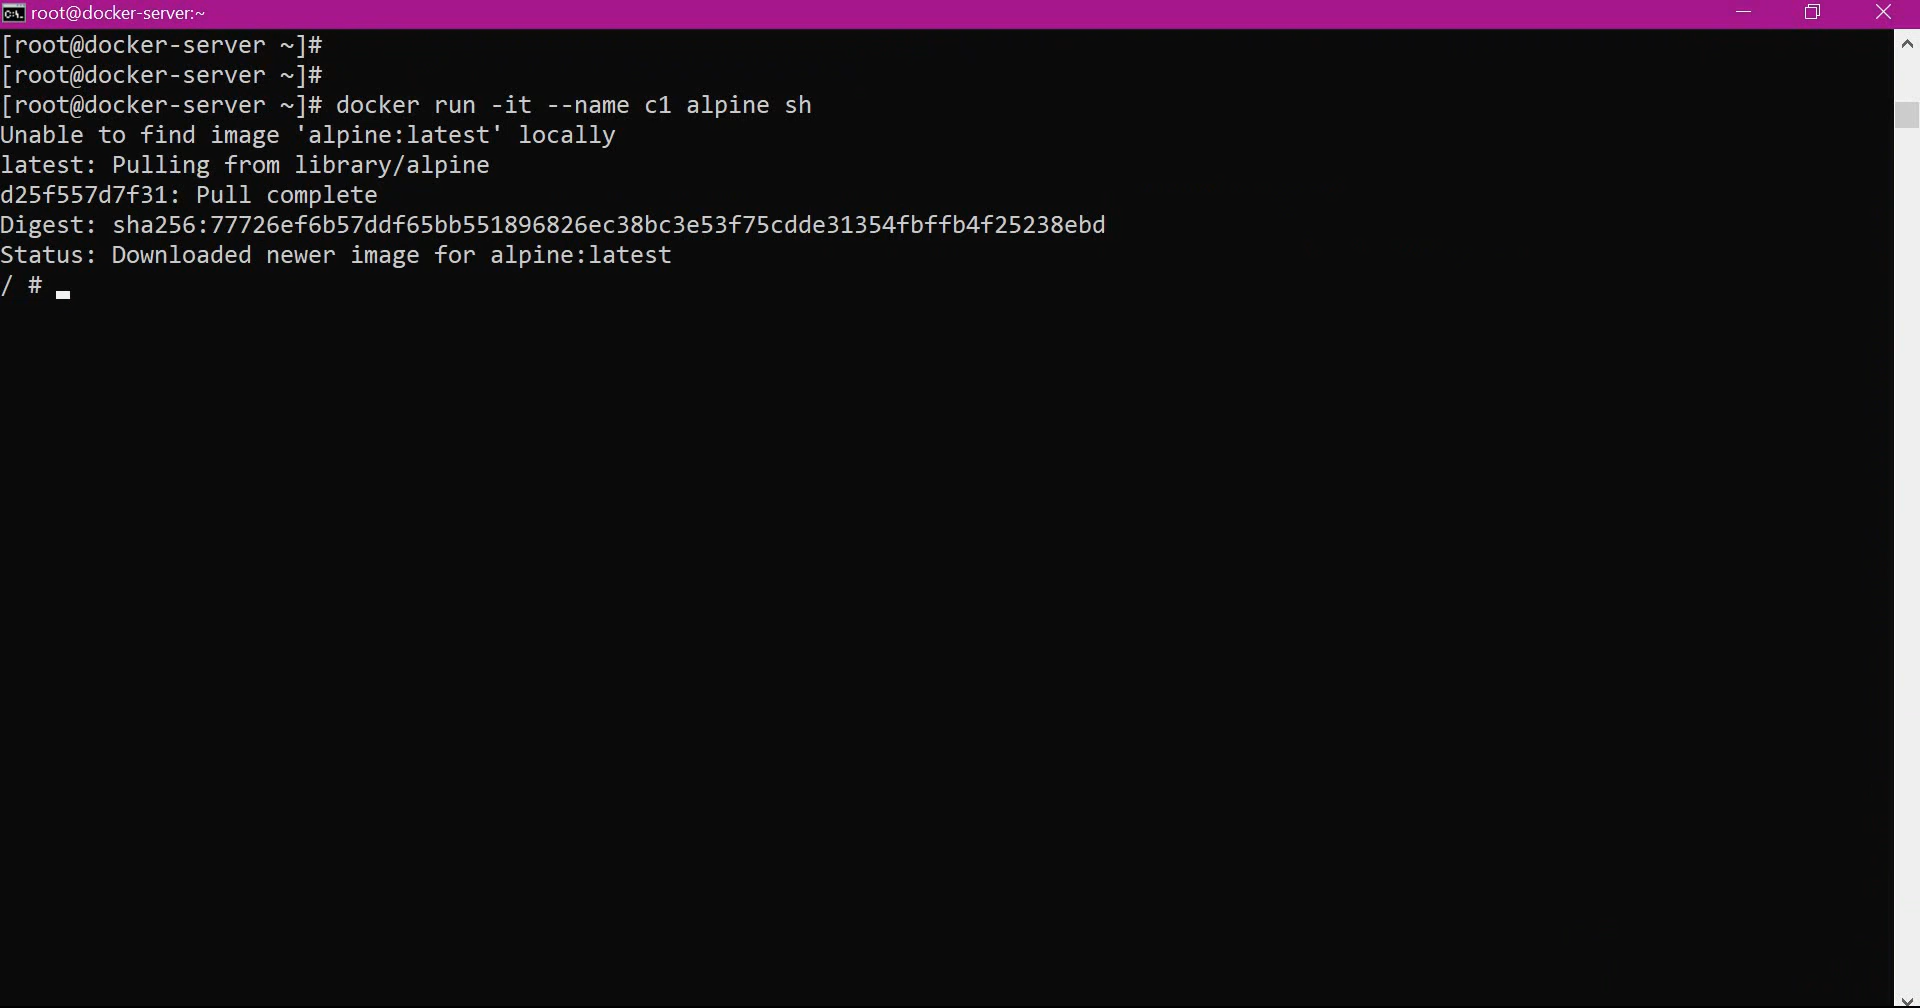 root@docker-server:~
[root@docker-server ~]#
[root@docker-server ~]#
[root@docker-server ~]# docker run -it --name c1 alpine sh
Unable to find image 'alpine:latest' locally
latest: Pulling from library/alpine
d25f557d7f31: Pull complete
Digest: sha256:77726ef6b57ddf65bb551896826ec38bc3e53f75cdde31354fbffb4f25238ebd
Status: Downloaded newer image for alpine:latest
/ #